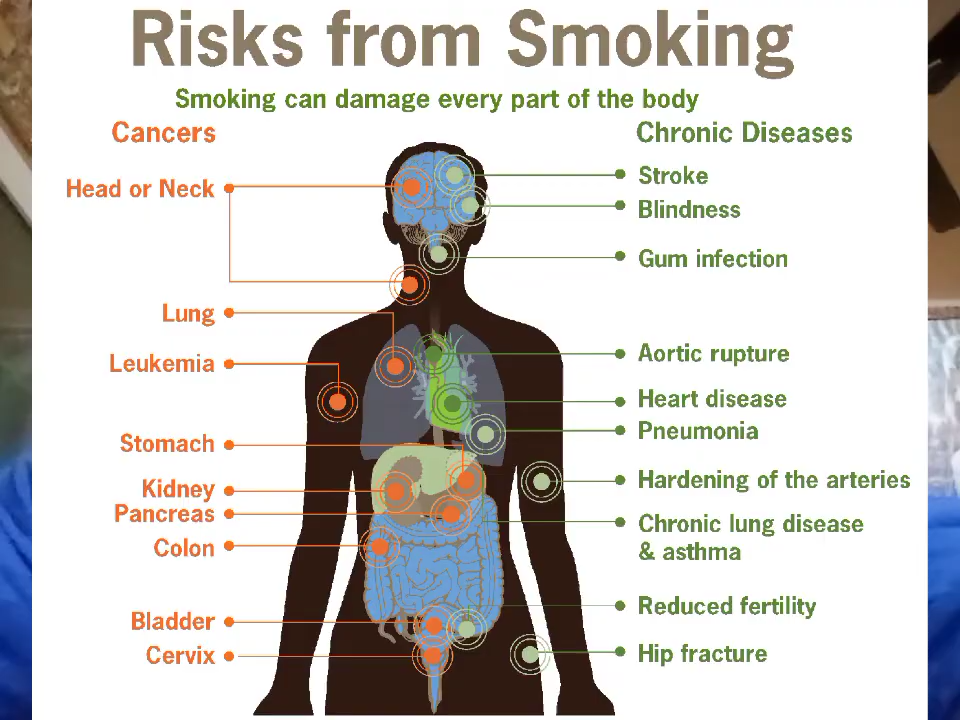 Risks from Smoking
Smoking can damage every part of the body
Cancers
Head or Neck
Lung
Leukemia
Stomach
Kidney
Pancreas
Colon
Bladder
Cervix
Chronic Diseases
Stroke
Blindness
Gum infection
Aortic rupture
Heart disease
Pneumonia
Hardening of the arteries
Chronic lung disease
& asthma
Reduced fertility
Hip fracture